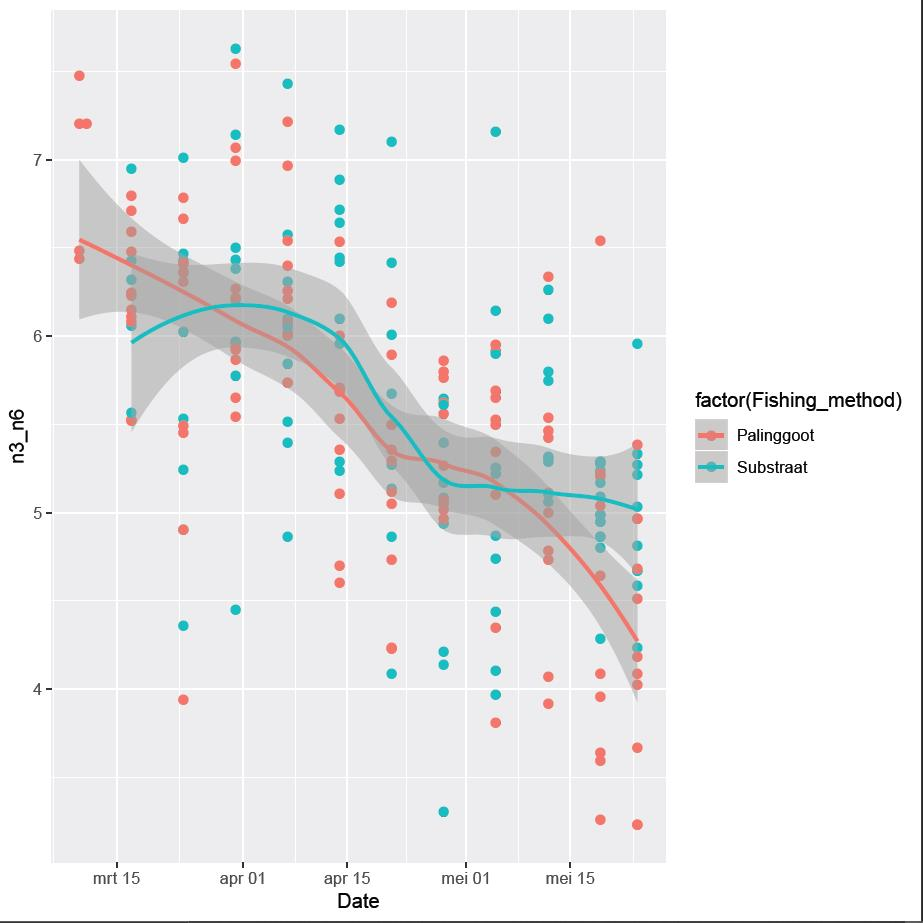 7
6
5
4
n3_n6
mrt 15
apr 01
apr 15
mei 01
mei 15
Date
factor(Fishing_method)
Palinggoot
Substraat